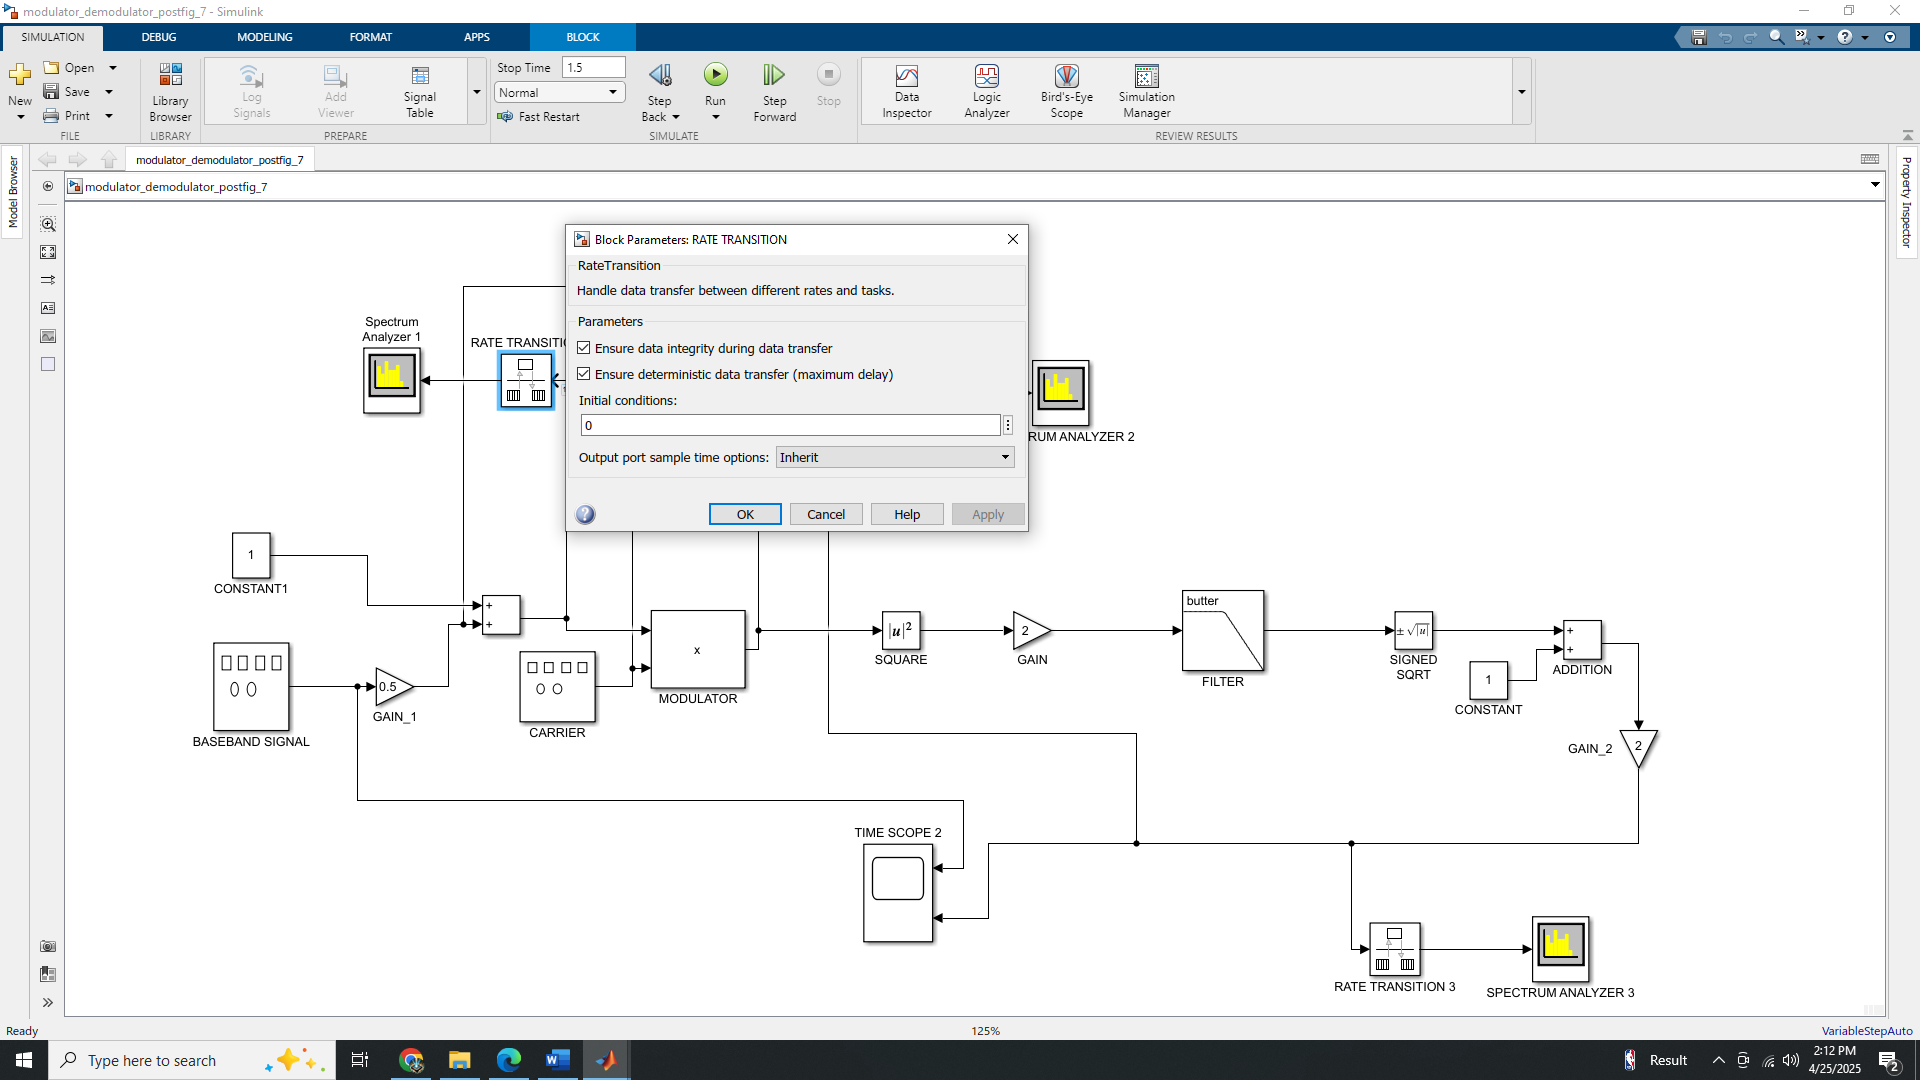 modulator_demodulator_postfig_7 - Simulink
SIMULATION
DEBUG
MODELING
FORMAT
APPS
BLOCK
New
Open
Save
Print
FILE
Library
Browser
LIBRARY
Log
Signals
Add
Viewer
Signal
Table
PREPARE
Stop Time 1.5
Normal
Fast Restart
Step
Back
Run
Step
Forward
Stop
SIMULATE
Data
Inspector
Logic
Analyzer
Bird's-Eye
Scope
Simulation
Manager
REVIEW RESULTS
Model Browser
modulator_demodulator_postfig_7
modulator_demodulator_postfig_7
Property Inspector
Block Parameters: RATE TRANSITION
RateTransition
Handle data transfer between different rates and tasks.
Parameters
Ensure data integrity during data transfer
Ensure deterministic data transfer (maximum delay)
Initial conditions:
0
Output port sample time options: Inherit
OK
Cancel
Help
Apply
Spectrum
Analyzer 1
RATE TRANSITIO
RUM ANALYZER 2
1
CONSTANT1
+
+
BASEBAND SIGNAL
0.5
GAIN_1
CARRIER
x
MODULATOR
|u|²
SQUARE
2
GAIN
butter
FILTER
± √|u|
SIGNED
SQRT
1
CONSTANT
+
+
ADDITION
GAIN_2
2
TIME SCOPE 2
RATE TRANSITION 3
SPECTRUM ANALYZER 3
Ready
125%
VariableStepAuto
Type here to search
Result
2:12 PM
4/25/2025
2